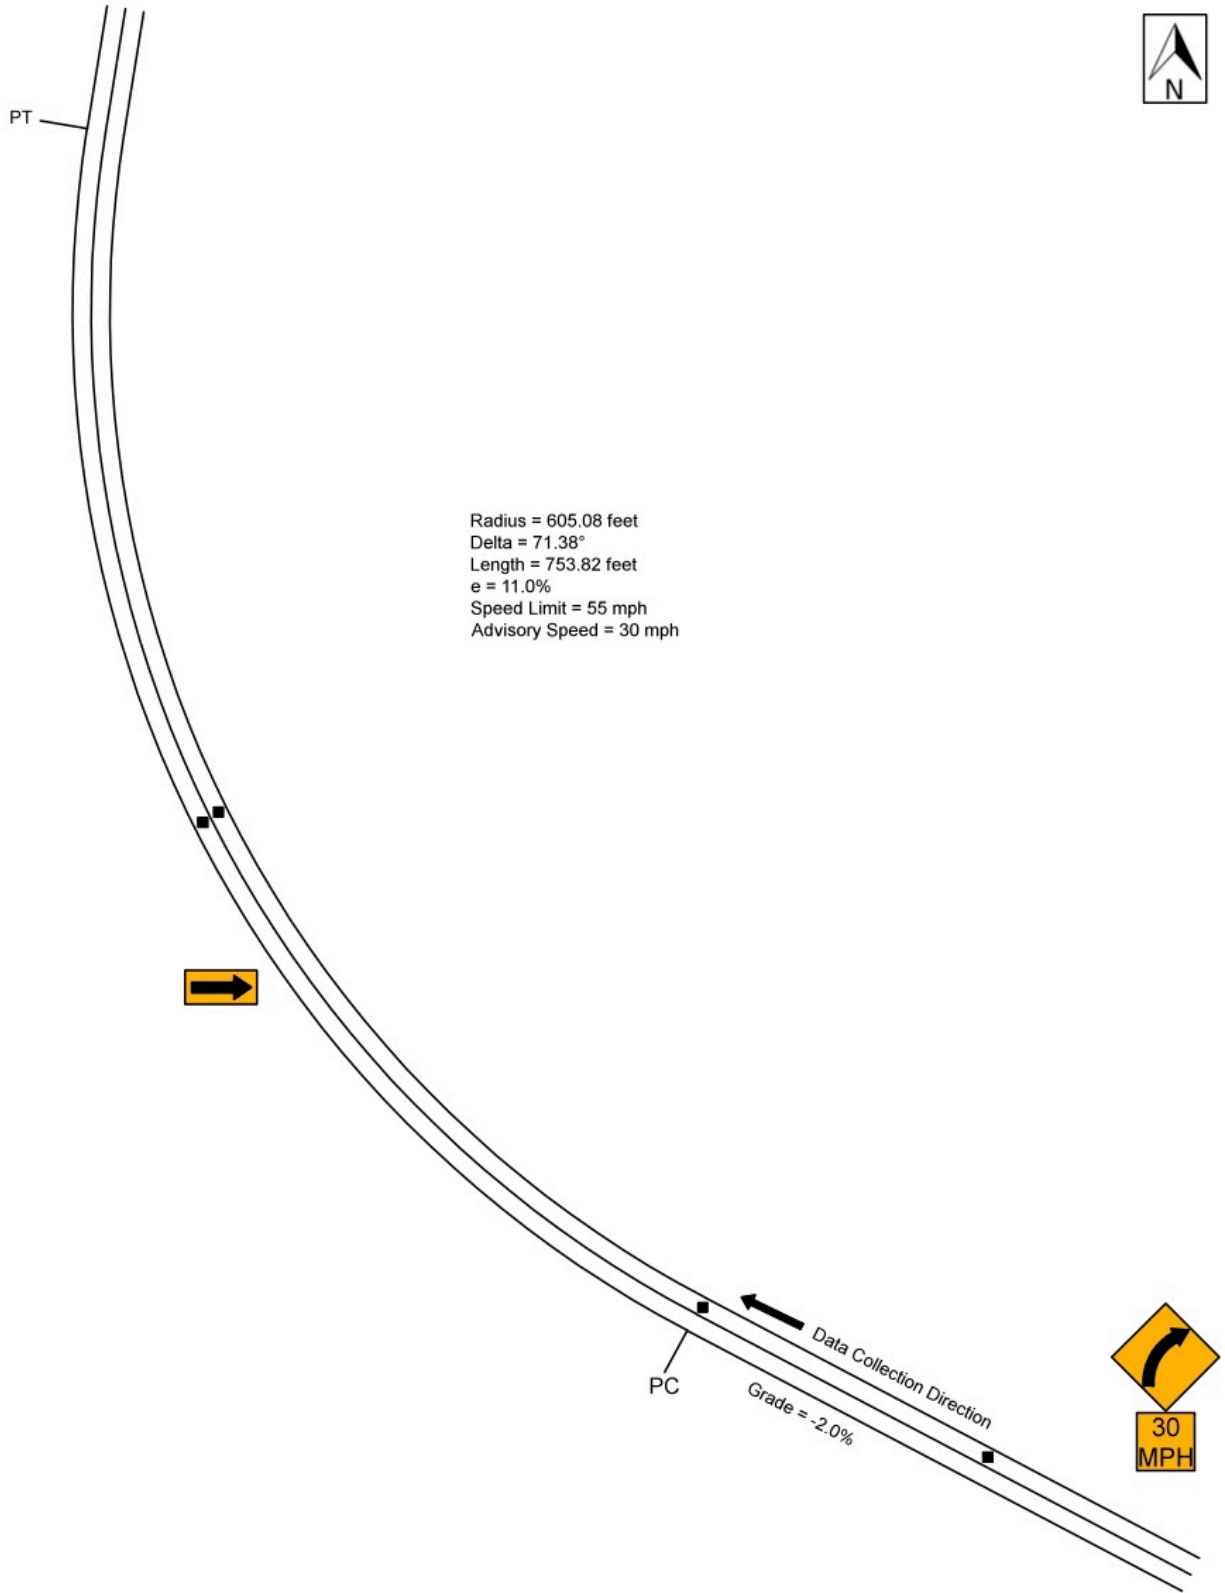 N
PT
Radius = 605.08 feet
Delta = 71.38°
Length = 753.82 feet
e = 11.0%
Speed Limit = 55 mph
Advisory Speed = 30 mph
Data Collection Direction
PC
Grade = -2.0%
30
MPH